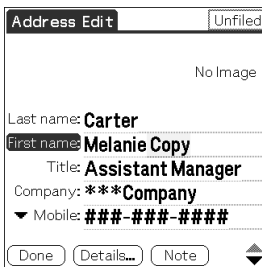 Address Edit Unfiled
No Image
Last name: Carter
First name: Melanie Copy
Title: Assistant Manager
Company: ***Company
Mobile: ###-###-####
Done Details... Note